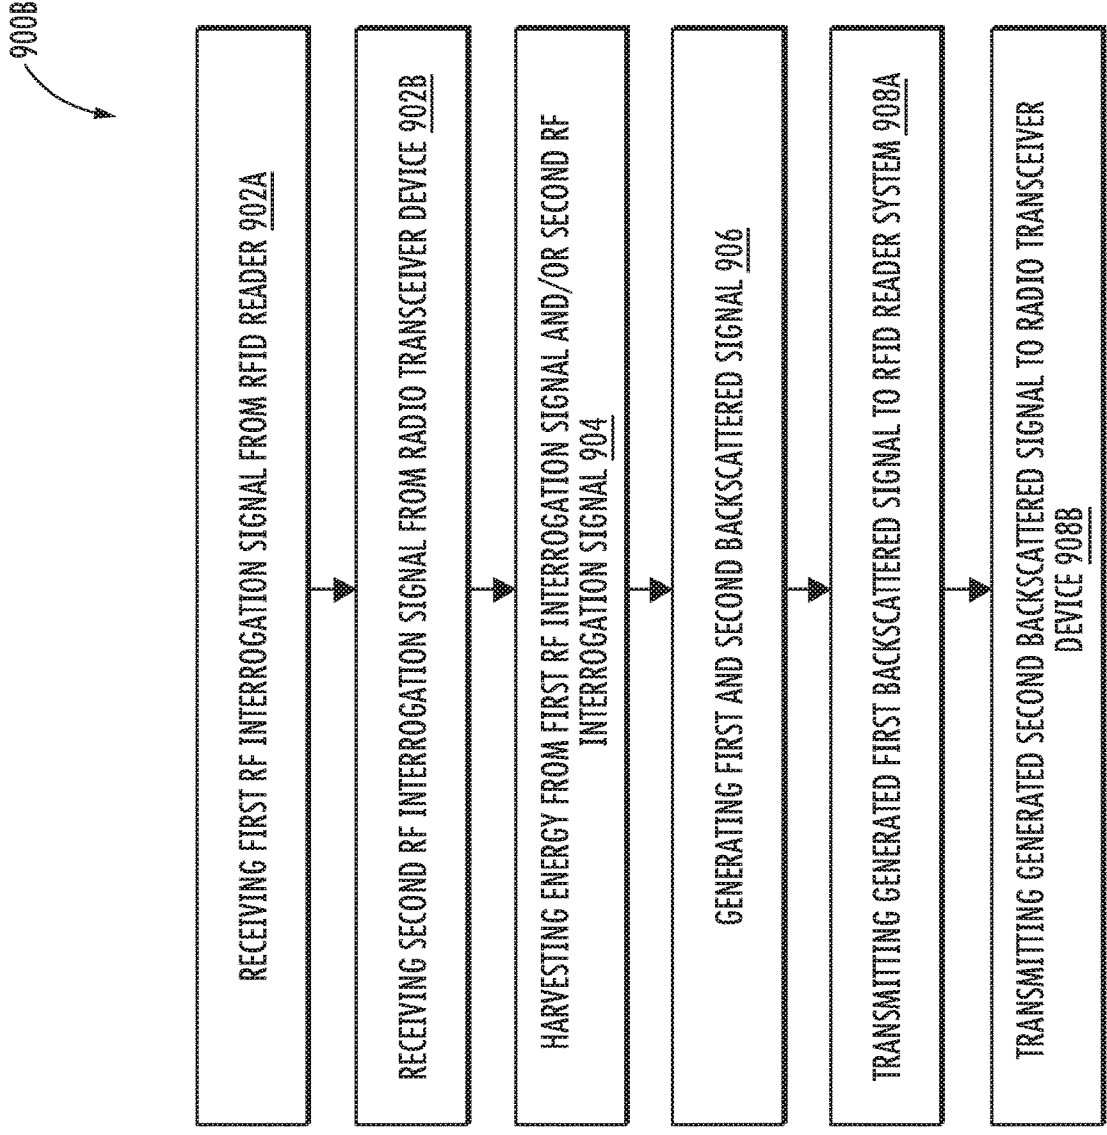 900B
RECEIVING FIRST RF INTERROGATION SIGNAL FROM RFID READER 902A
RECEIVING SECOND RF INTERROGATION SIGNAL FROM RADIO TRANSCEIVER DEVICE 902B
HARVESTING ENERGY FROM FIRST RF INTERROGATION SIGNAL AND/OR SECOND RF
INTERROGATION SIGNAL 904
GENERATING FIRST AND SECOND BACKSCATTERED SIGNAL 906
TRANSMITTING GENERATED FIRST BACKSCATTERED SIGNAL TO RFID READER SYSTEM 908A
TRANSMITTING GENERATED SECOND BACKSCATTERED SIGNAL TO RADIO TRANSCEIVER
DEVICE 908B